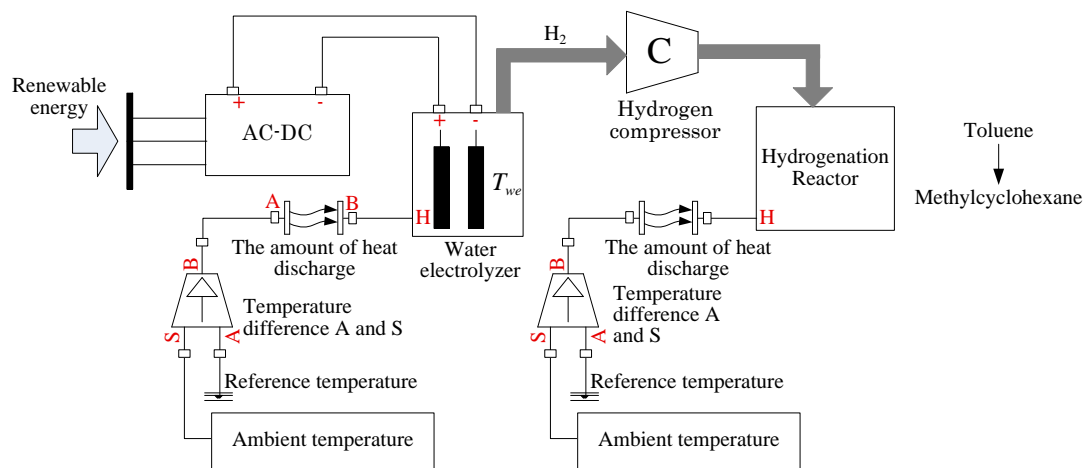 Renewable
energy
+
-
AC-DC
+
-
T_we
H
Water
electrolyzer
H₂
C
Hydrogen
compressor
Hydrogenation
Reactor
H
Toluene
Methylcyclohexane
A
B
The amount of heat
discharge
B
Temperature
difference A and S
S
A
Reference temperature
Ambient temperature
The amount of heat
discharge
B
Temperature
difference A
and S
S
A
Reference temperature
Ambient temperature